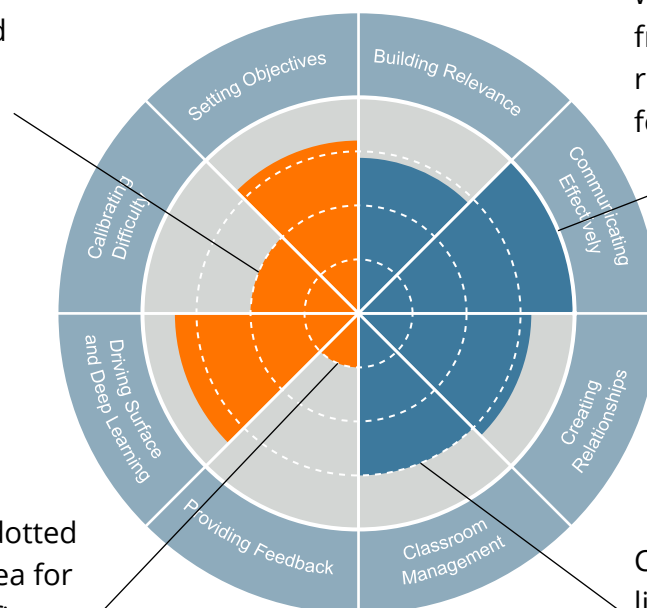 Setting Objectives
Building Relevance
Communicating
Effectively
Creating
Relationships
Classroom
Management
Providing Feedback
Driving Surface
and Deep Learning
Calibrating
Difficulty
ea for